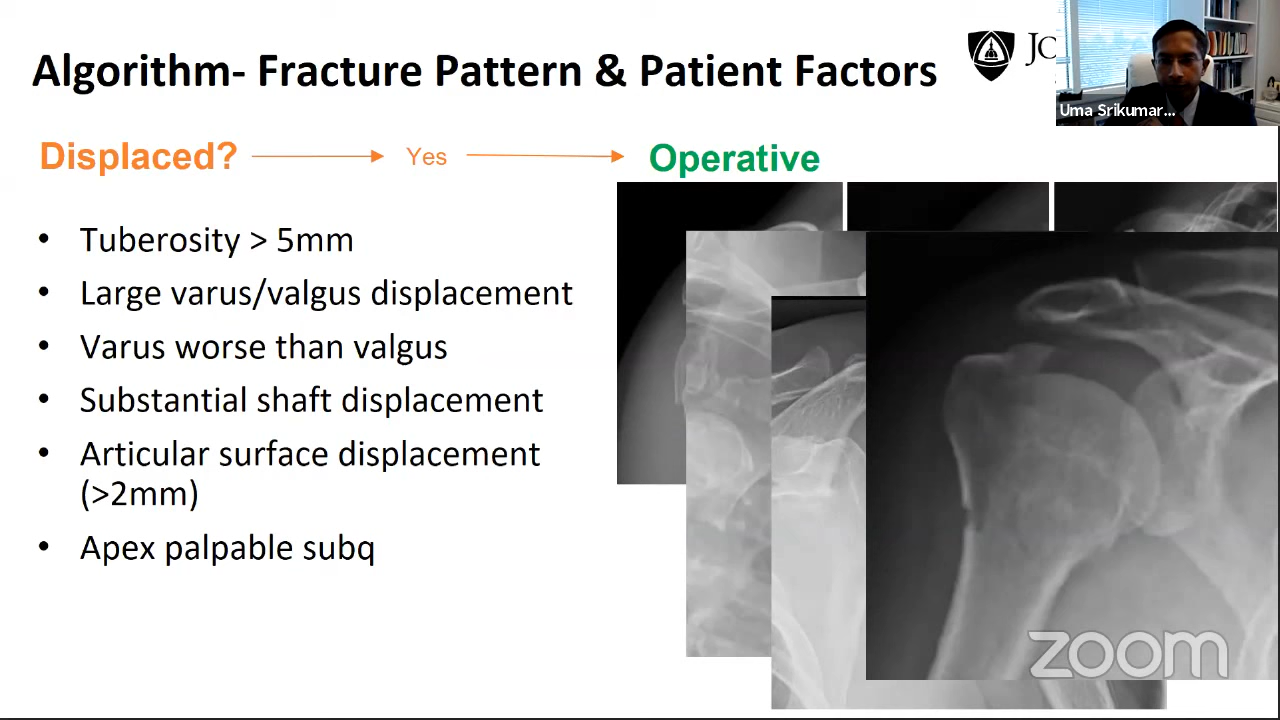 Algorithm- Fracture Pattern & Patient Factors
JO
Uma Srikumar...
Displaced?
Yes
Operative
• Tuberosity > 5mm
• Large varus/valgus displacement
• Varus worse than valgus
• Substantial shaft displacement
• Articular surface displacement
(>2mm)
• Apex palpable subq
zoom